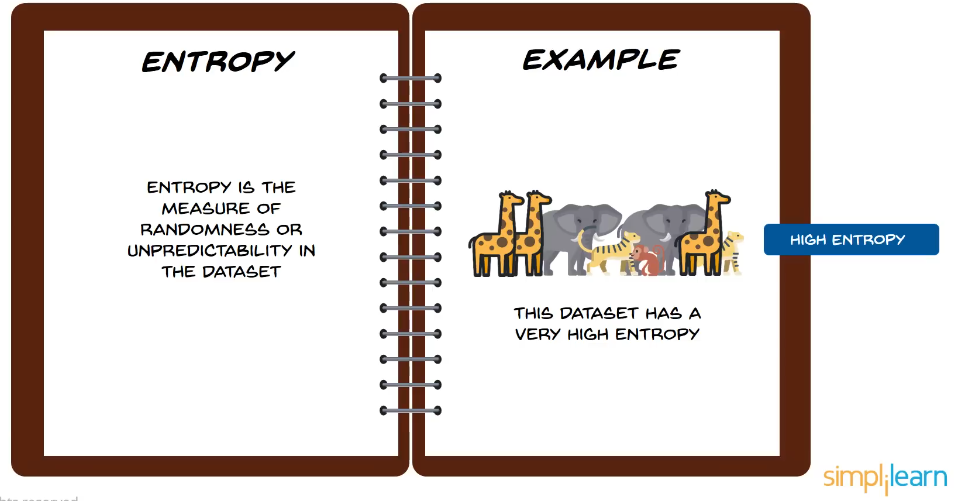 ENTROPY
ENTROPY IS THE
MEASURE OF
RANDOMNESS OR
UNPREDICTABILITY IN
THE DATASET
EXAMPLE
THIS DATASET HAS A
VERY HIGH ENTROPY
HIGH ENTROPY
simplilearn
reserved